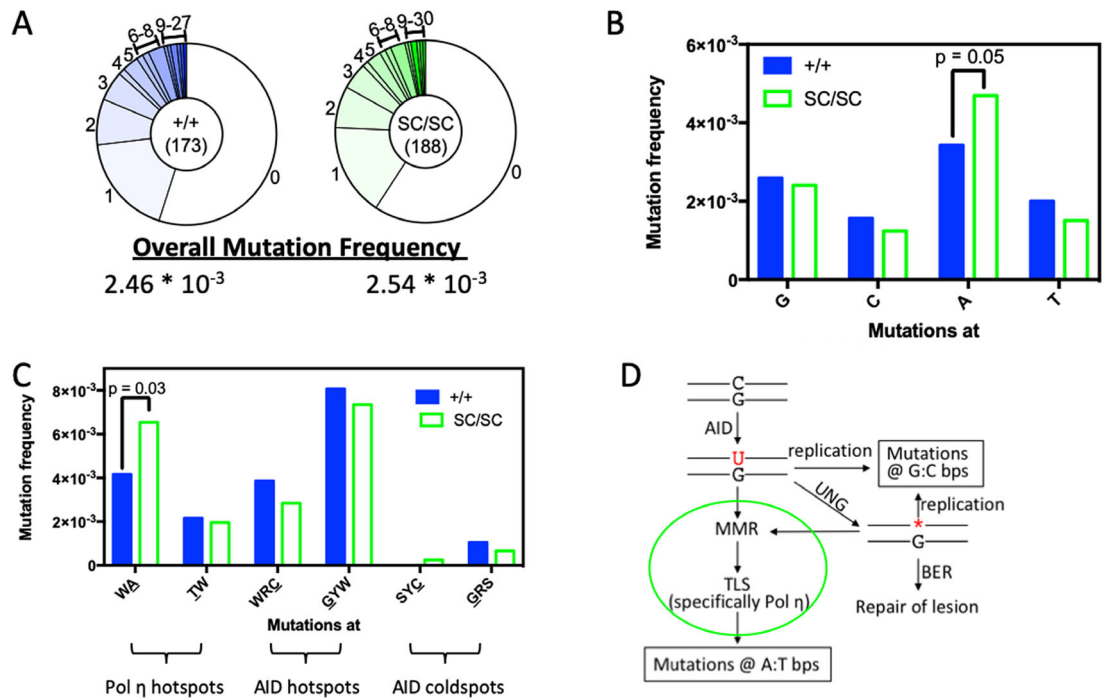 A
0
1
2
3
4
5
6-8
9-27
+/+
(173)
0
1
2
3
4
5
6-8
9-30
SC/SC
(188)
Overall Mutation Frequency
2.46 * 10⁻³
2.54 * 10⁻³
B
Mutation frequency
6×10⁻³
4×10⁻³
2×10⁻³
0
+/+
SC/SC
p = 0.05
G
C
A
T
Mutations at
C
Mutation frequency
8×10⁻³
6×10⁻³
4×10⁻³
2×10⁻³
0
p = 0.03
+/+
SC/SC
WA
TW
WRC
GYW
SYC
GRS
Mutations at
Pol η hotspots
AID hotspots
AID coldspots
D
C
G
AID
U
G
replication
Mutations
@ G:C bps
UNG
replication
*
G
MMR
BER
Repair of lesion
TLS
(specifically Pol η)
Mutations @ A:T bps